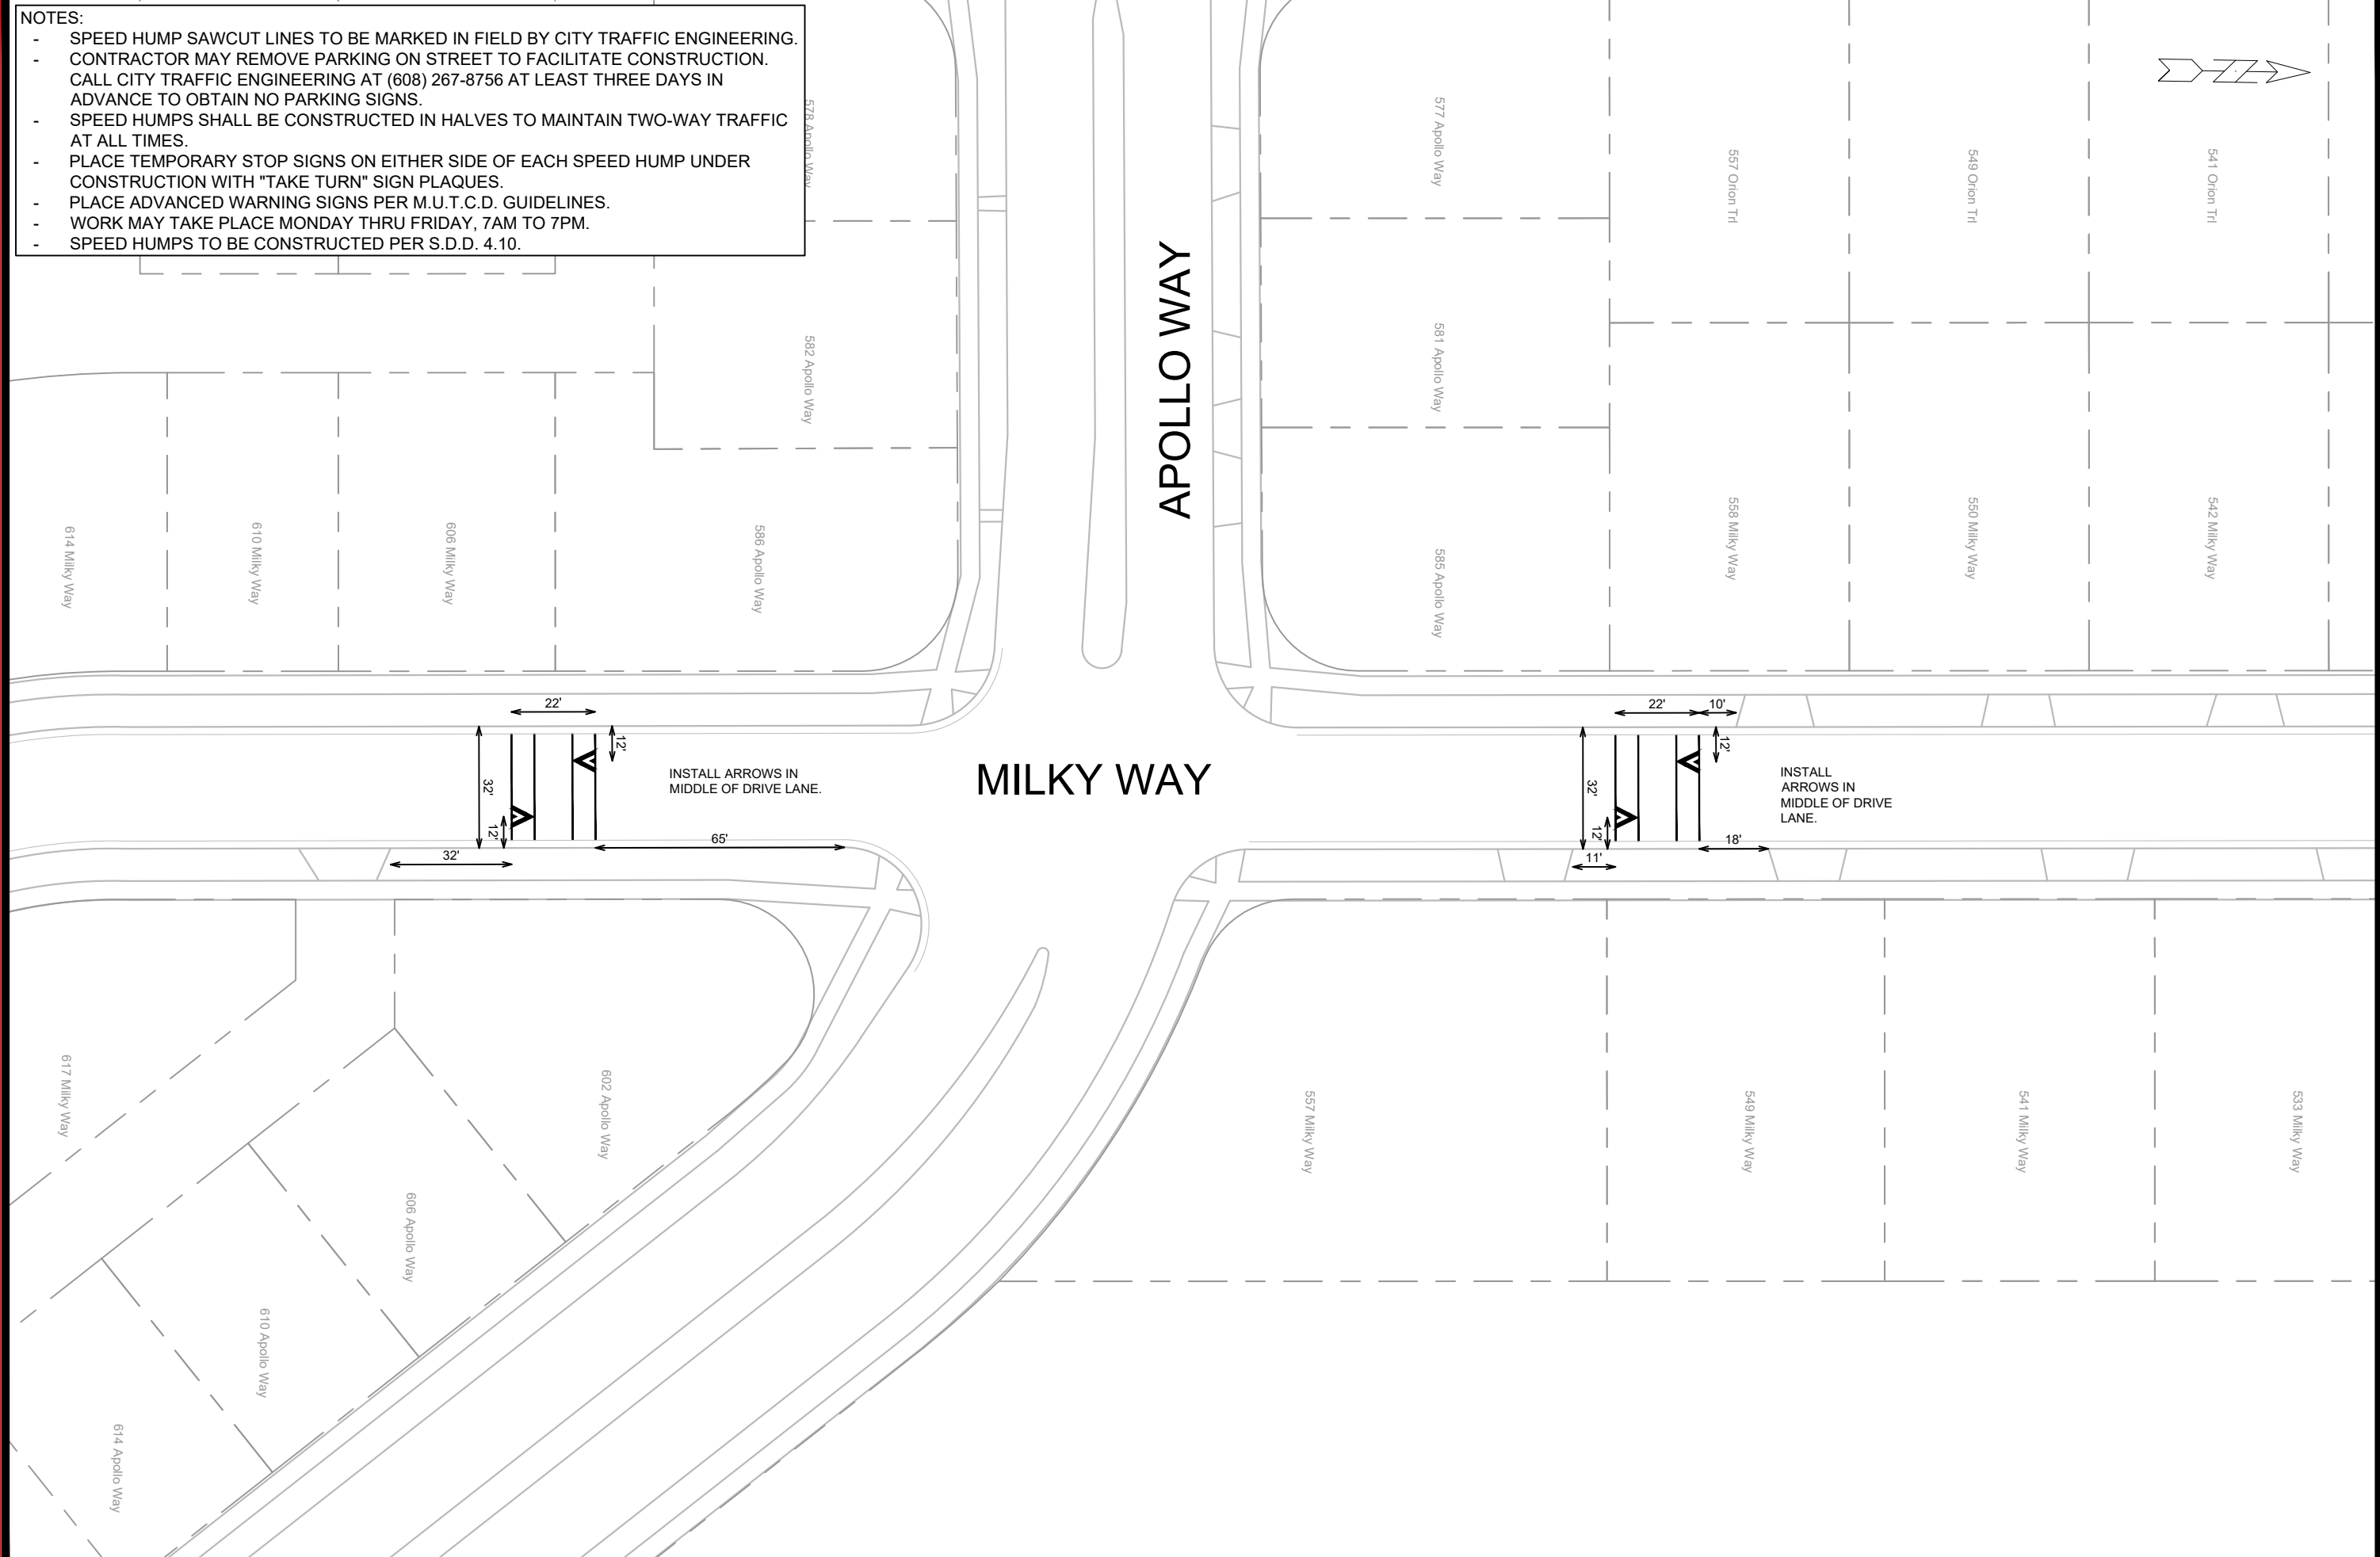 NOTES:
- SPEED HUMP SAWCUT LINES TO BE MARKED IN FIELD BY CITY TRAFFIC ENGINEERING.
- CONTRACTOR MAY REMOVE PARKING ON STREET TO FACILITATE CONSTRUCTION.
CALL CITY TRAFFIC ENGINEERING AT (608) 267-8756 AT LEAST THREE DAYS IN
ADVANCE TO OBTAIN NO PARKING SIGNS.
- SPEED HUMPS SHALL BE CONSTRUCTED IN HALVES TO MAINTAIN TWO-WAY TRAFFIC
AT ALL TIMES.
- PLACE TEMPORARY STOP SIGNS ON EITHER SIDE OF EACH SPEED HUMP UNDER
CONSTRUCTION WITH "TAKE TURN" SIGN PLAQUES.
- PLACE ADVANCED WARNING SIGNS PER M.U.T.C.D. GUIDELINES.
- WORK MAY TAKE PLACE MONDAY THRU FRIDAY, 7AM TO 7PM.
- SPEED HUMPS TO BE CONSTRUCTED PER S.D.D. 4.10.
578 Apollo Way
577 Apollo Way
557 Orion Trl
549 Orion Trl
541 Orion Trl
582 Apollo Way
APOLLO WAY
581 Apollo Way
614 Milky Way
610 Milky Way
606 Milky Way
586 Apollo Way
585 Apollo Way
558 Milky Way
550 Milky Way
542 Milky Way
22'
12'
32'
12'
32'
65'
INSTALL ARROWS IN
MIDDLE OF DRIVE LANE.
MILKY WAY
22'
10'
12'
32'
12'
11'
18'
INSTALL
ARROWS IN
MIDDLE OF DRIVE
LANE.
617 Milky Way
602 Apollo Way
557 Milky Way
549 Milky Way
541 Milky Way
533 Milky Way
606 Apollo Way
610 Apollo Way
614 Apollo Way